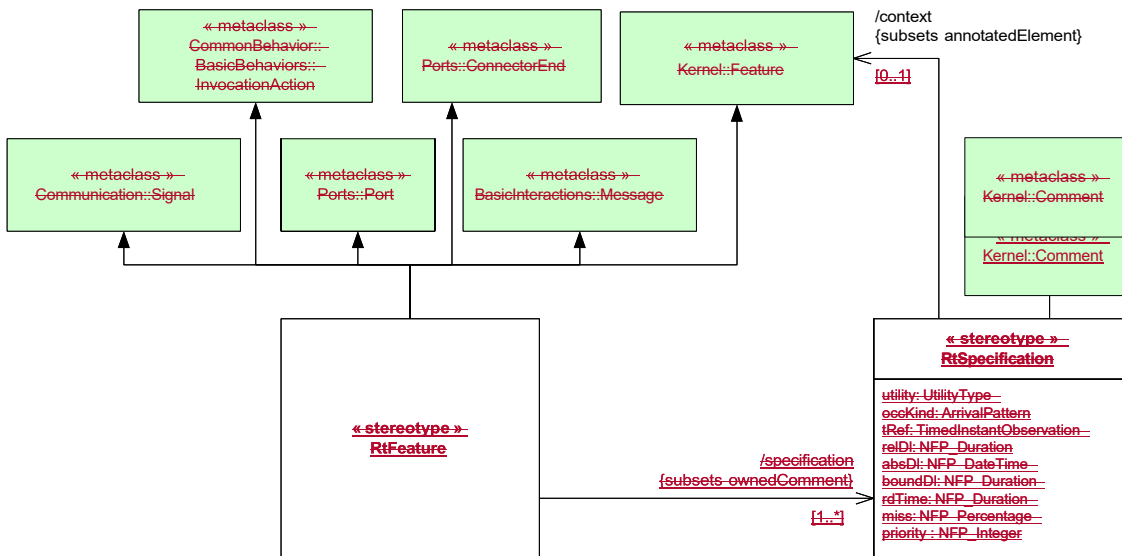 « metaclass »
CommonBehavior::
BasicBehaviors::
InvocationAction
« metaclass »
Ports::ConnectorEnd
« metaclass »
Kernel::Feature
/context
{subsets annotatedElement}
[0..1]
« metaclass »
Communication::Signal
« metaclass »
Ports::Port
« metaclass »
BasicInteractions::Message
« metaclass »
Kernel::Comment
« metaclass »
Kernel::Comment
« stereotype »
RtFeature
/specification
{subsets ownedComment}
[1..*]
« stereotype »
RtSpecification
utility: UtilityType
occKind: ArrivalPattern
tRef: TimedInstantObservation
relDl: NFP_Duration
absDl: NFP_DateTime
boundDl: NFP_Duration
rdTime: NFP_Duration
miss: NFP_Percentage
priority : NFP_Integer